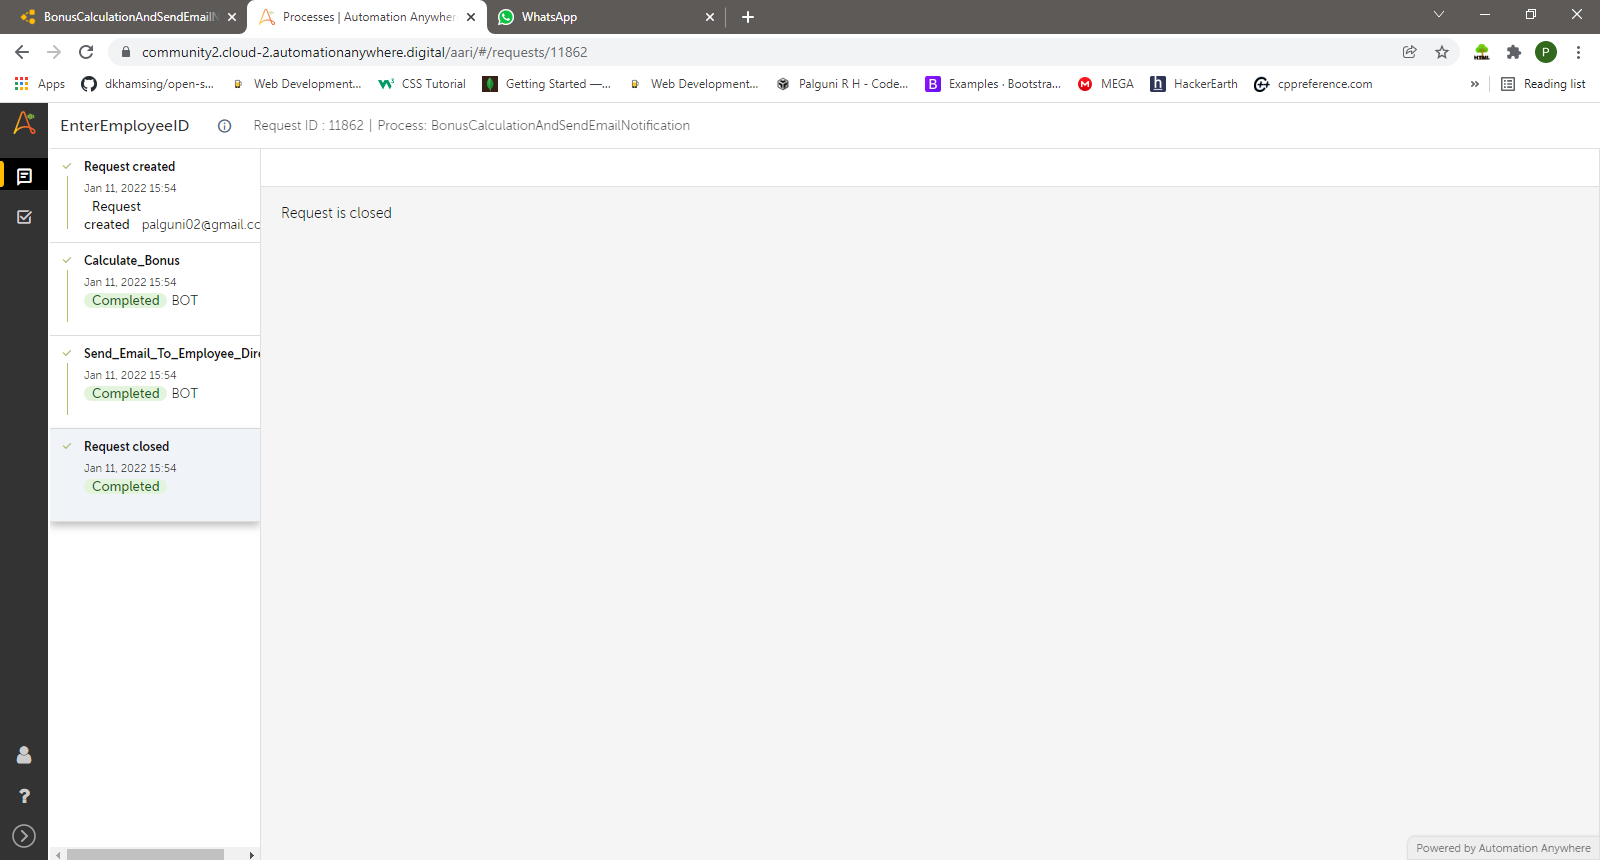 BonusCalculationAndSendEmailN
Processes | Automation Anywher
WhatsApp
community2.cloud-2.automationanywhere.digital/aari/#/requests/11862
P
Apps
dkhamsing/open-s...
Web Development...
CSS Tutorial
Getting Started —...
Web Development...
Palguni R H - Code...
B
Examples · Bootstra...
MEGA
HackerEarth
cppreference.com
»
Reading list
EnterEmployeeID
Request ID : 11862 | Process: BonusCalculationAndSendEmailNotification
Request created
Jan 11, 2022 15:54
Request
created palguni02@gmail.cc
Request is closed
Calculate_Bonus
Jan 11, 2022 15:54
Completed BOT
Send_Email_To_Employee_Dir
Jan 11, 2022 15:54
Completed BOT
Request closed
Jan 11, 2022 15:54
Completed
?
Powered by Automation Anywhere